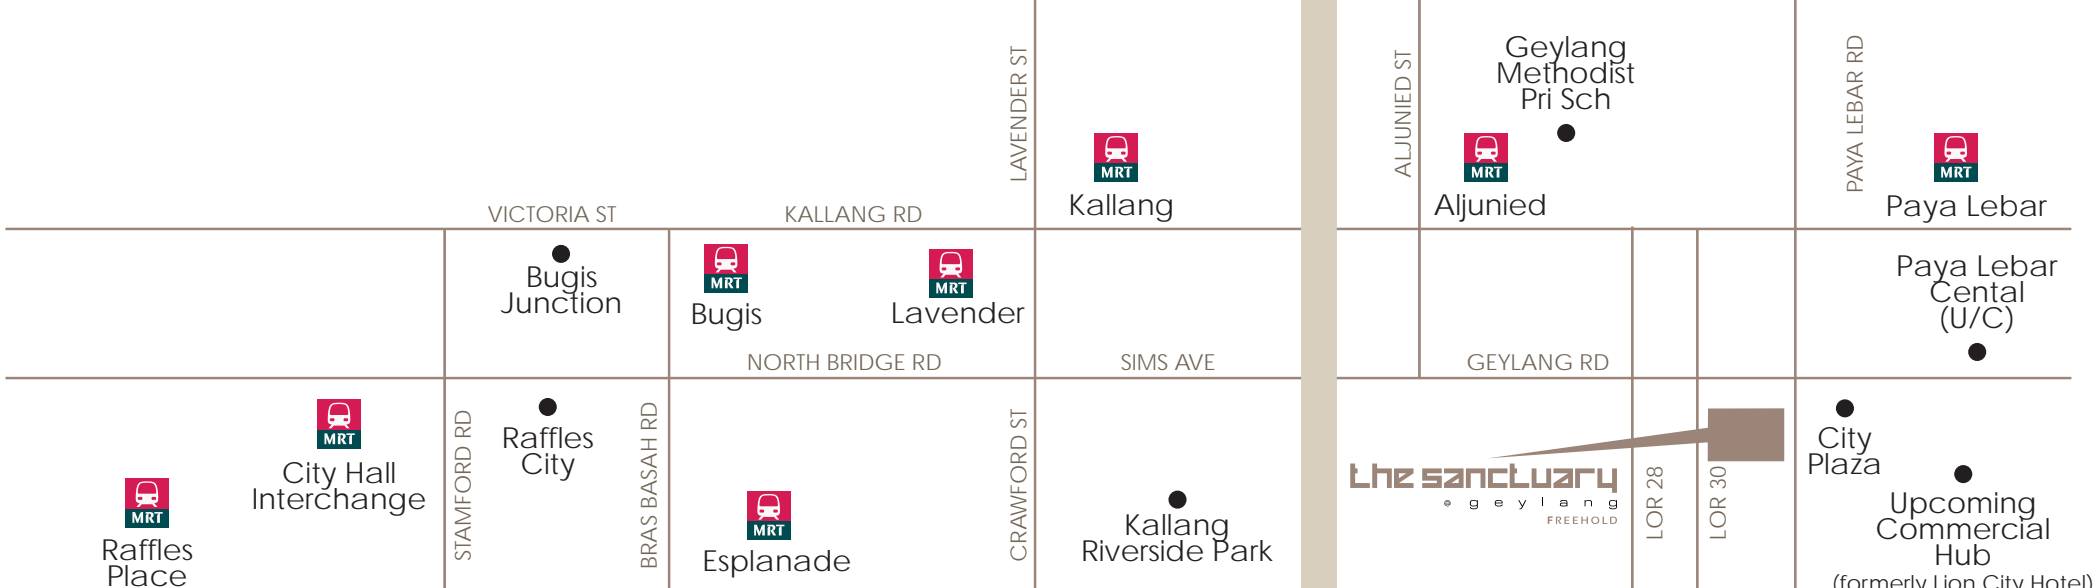 LAVENDER ST
ALJUNIED ST
Geylang
Methodist
Pri Sch
PAYA LEBAR RD
MRT
Kallang
MRT
Aljunied
MRT
Paya Lebar
VICTORIA ST
KALLANG RD
Bugis
Junction
MRT
Bugis
MRT
Lavender
Paya Lebar
Cental
(U/C)
NORTH BRIDGE RD
SIMS AVE
GEYLANG RD
MRT
City Hall
Interchange
MRT
Raffles
Place
STAMFORD RD
Raffles
City
BRAS BASAH RD
MRT
Esplanade
CRAWFORD ST
Kallang
Riverside Park
the sanctuary
@ geylang
FREEHOLD
LOR 28
LOR 30
City
Plaza
Upcoming
Commercial
Hub
(formerly Lion City Hotel)